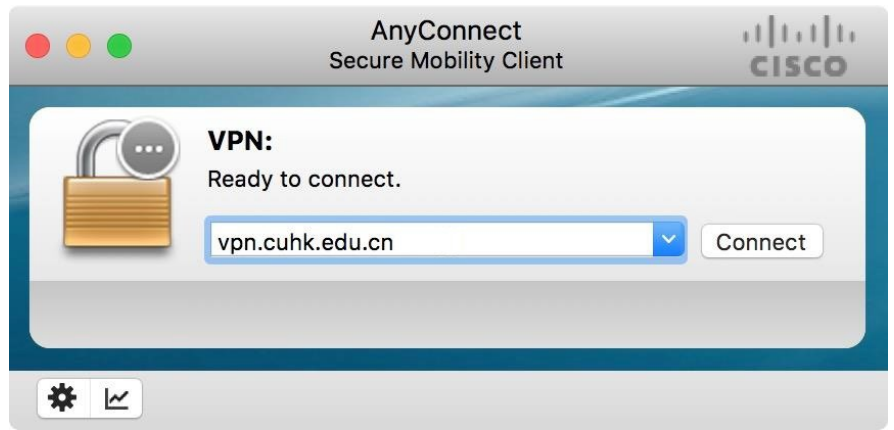 AnyConnect
Secure Mobility Client
CISCO
VPN:
Ready to connect.
vpn.cuhk.edu.cn
Connect